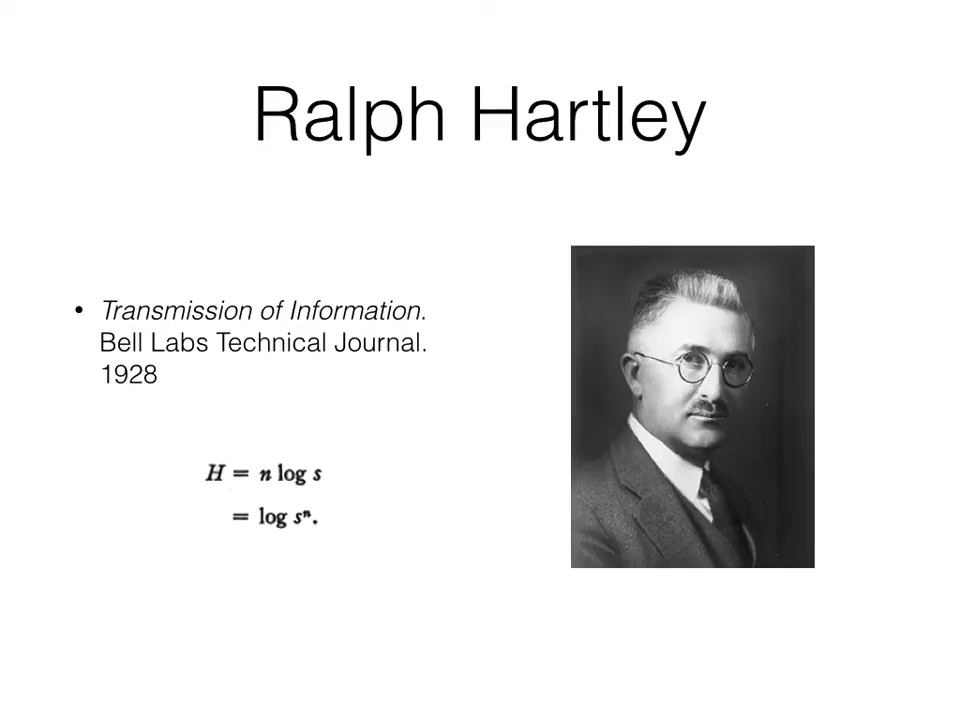 Ralph Hartley
• Transmission of Information.
Bell Labs Technical Journal.
1928
H = n log s
= log sⁿ.